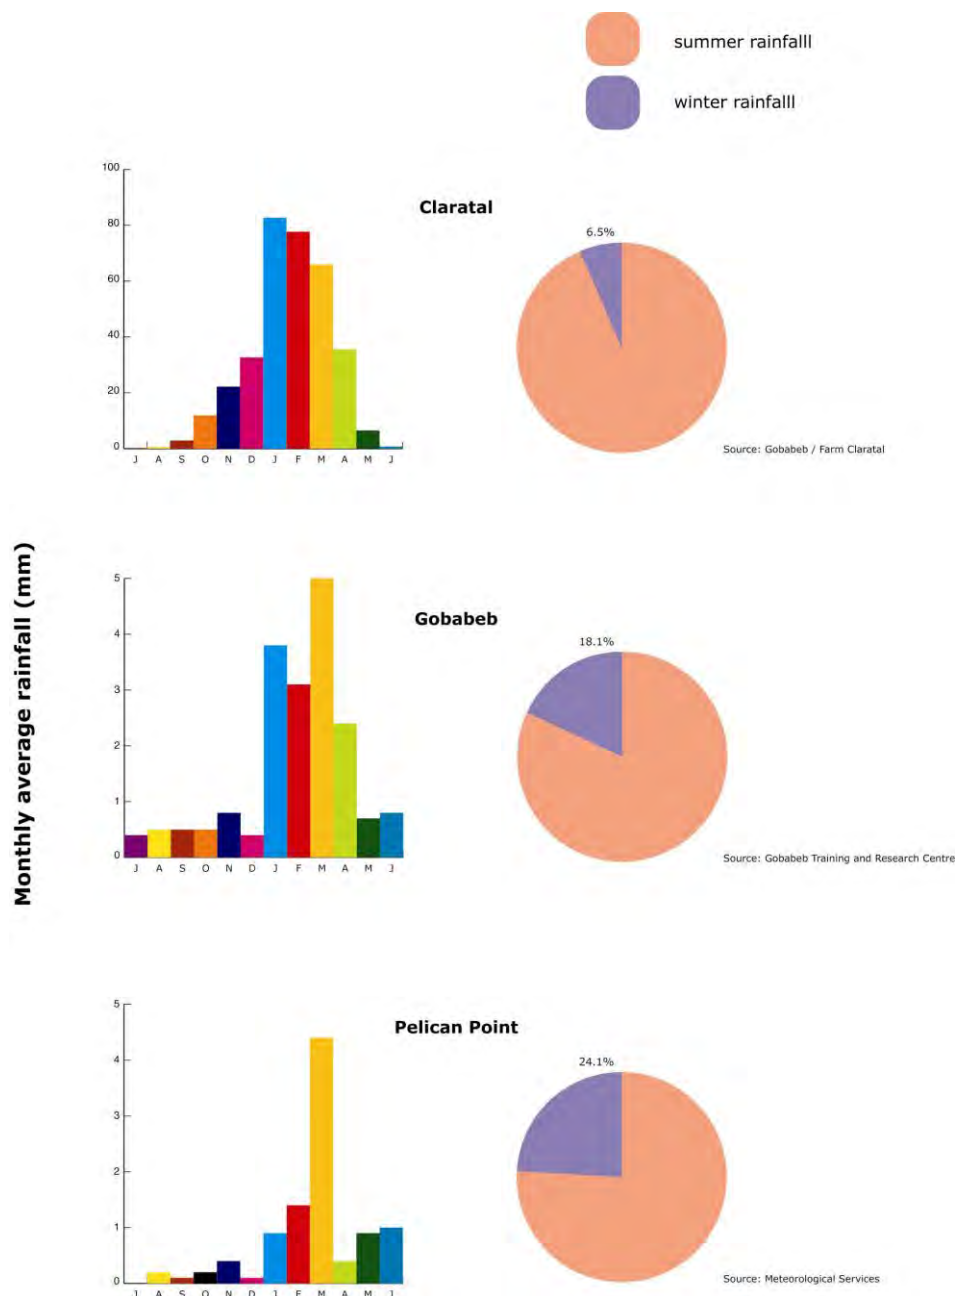 summer rainfalll
winter rainfalll
Claratal
100
80
60
40
20
0
J A S O N D J F M A M J
6.5%
Source: Gobabeb / Farm Claratal
Monthly average rainfall (mm)
Gobabeb
5
4
3
2
1
0
J A S O N D J F M A M J
18.1%
Source: Gobabeb Training and Research Centre
Pelican Point
5
4
3
2
1
0
J A S O N D J F M A M J
24.1%
Source: Meteorological Services